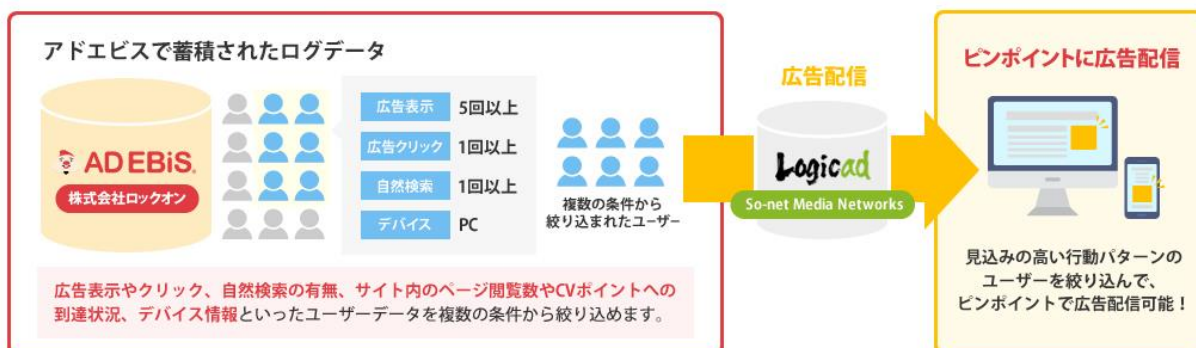 アドエビスで蓄積されたログデータ
AD EBiS.
株式会社ロックオン
広告表示 5回以上
広告クリック 1回以上
自然検索 1回以上
デバイス PC
複数の条件から
絞り込まれたユーザー
広告表示やクリック、自然検索の有無、サイト内のページ閲覧数やCVポイントへの
到達状況、デバイス情報といったユーザーデータを複数の条件から絞り込めます。
広告配信
Logicad
So-net Media Networks
ピンポイントに広告配信
見込みの高い行動パターンの
ユーザーを絞り込んで、
ピンポイントで広告配信可能!